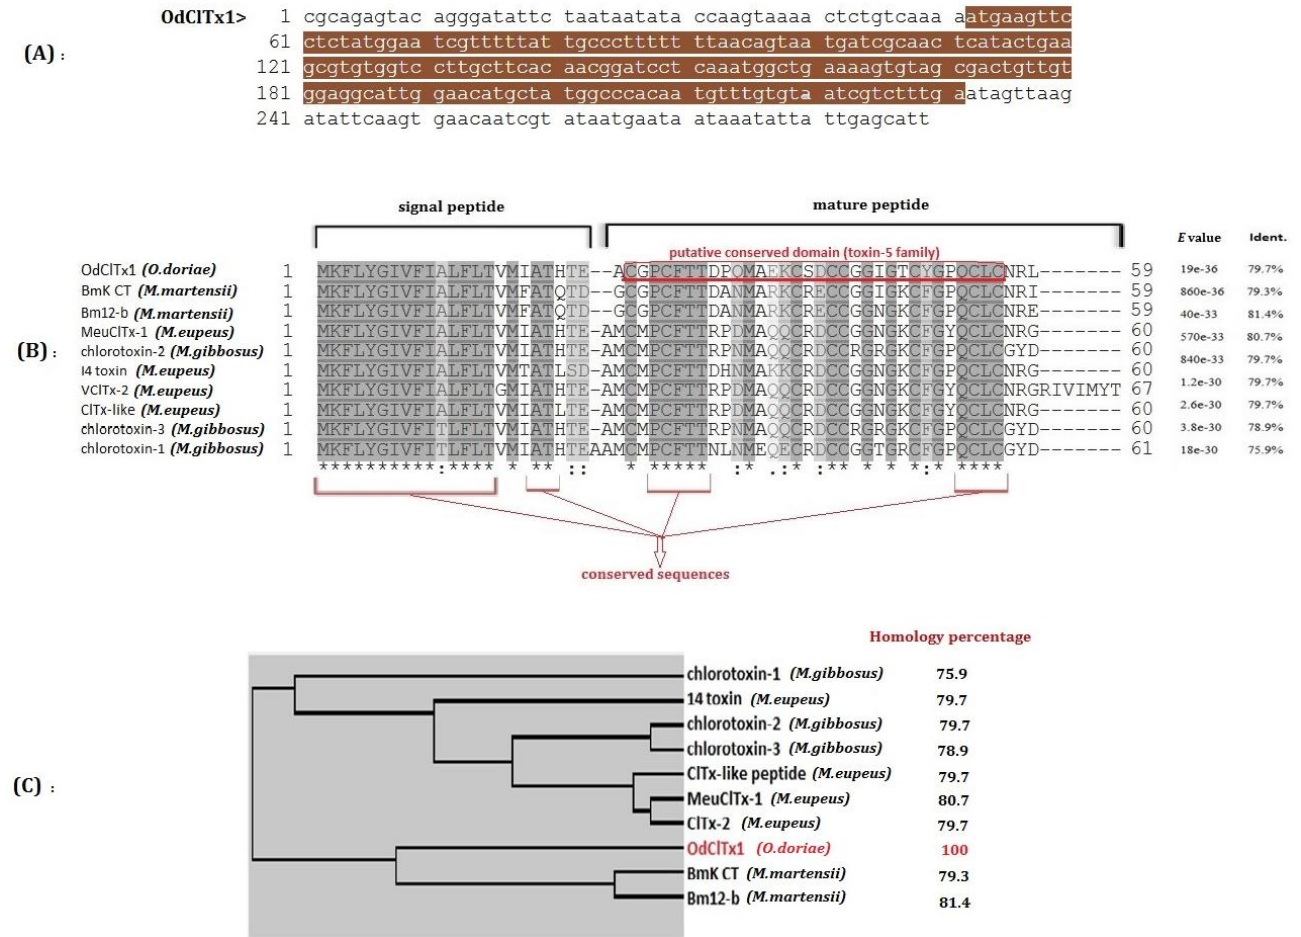 OdClTx1> 1 cgcagagtac agggatattc taataatata ccaagtaaaa ctctgtcaaa aatgaagttc
(A) : 61 ctctatggaa tcgtttttat tgcccttttt ttaacagtaa tgatcgcaac tcatactgaa
121 gcgtgtggtc cttgcttcac aacggatcct caaatggctg aaaagtgtag cgactgttgt
181 ggaggcattg gaacatgcta tggcccacaa tgtttgtgta atcgtctttg aatagttaag
241 atattcaagt gaacaatcgt ataatgaata ataaatatta ttgagcatt
signal peptide mature peptide
E value Ident.
putative conserved domain (toxin-5 family)
OdClTx1 (O.doriae) 1 MKFLYGIVFIALFLTVMIATHTE--ACGPCFTTDPQMAEKCSDCCGGIGTCYGPQCLCNRL------- 59 19e-36 79.7%
BmK CT (M.martensii) 1 MKFLYGIVFIALFLTVMFATQTD--GCGPCFTTDANMARKCRECCGGIGKCFGPQCLCNRI------- 59 860e-36 79.3%
Bm12-b (M.martensii) 1 MKFLYGIVFIALFLTVMFATQTD--GCGPCFTTDANMARKCRECCGGIGKCFGPQCLCNRE------- 59 40e-33 81.4%
MeuClTx-1 (M.eupeus) 1 MKFLYGIVFIALFLTVMIATHTE-AMCMPCFTTRPDMAQQCRDCCGGNGKCFGYQCLCNRG------- 60 570e-33 80.7%
(B) : chlorotoxin-2 (M.gibbosus) 1 MKFLYGIVFIALFLTVMIATHTE-AMCMPCFTTRPNMAQQCRDCCRGRGKCFGPQCLCGYD------- 60 840e-33 79.7%
I4 toxin (M.eupeus) 1 MKFLYGIVFIALFLTVMTATLSD-AMCMPCFTTDHNMAKKCRDCCGGNGKCFGPQCLCNRG------- 60
VClTx-2 (M.eupeus) 1 MKFLYGIVFIALFLTGMIATHTE-AMCMPCFTTRPDMAQQCRDCCGGNGKCFGYQCLCNRGRIVIMYT 67 1.2e-30 79.7%
ClTx-like (M.eupeus) 1 MKFLYGIVFIALFLTVMIATLTE-AMCMPCFTTRPDMAQQCRDCCGGNGKCFGYQCLCNRG------- 60 2.6e-30 79.7%
chlorotoxin-3 (M.gibbosus) 1 MKFLYGIVFITLFLTVMIATHTE-AMCMPCFTTRPNMAQQCRDCCRGRGKCFGPQCLCGYD------- 60 3.8e-30 78.9%
chlorotoxin-1 (M.gibbosus) 1 MKFLYGIVFIALFLTVMIATHTEAAMCMPCFTTNLNMEQECRDCCGGTGRCFGPQCLCGYD------- 61 18e-30 75.9%
**********:**** * ** :: * ***** :* .:* *:** * * *:* *****
conserved sequences
Homology percentage
chlorotoxin-1 (M.gibbosus) 75.9
14 toxin (M.eupeus) 79.7
chlorotoxin-2 (M.gibbosus) 79.7
chlorotoxin-3 (M.gibbosus) 78.9
(C) : ClTx-like peptide (M.eupeus) 79.7
MeuClTx-1 (M.eupeus) 80.7
ClTx-2 (M.eupeus) 79.7
OdClTx1 (O.doriae) 100
BmK CT (M.martensii) 79.3
Bm12-b (M.martensii) 81.4